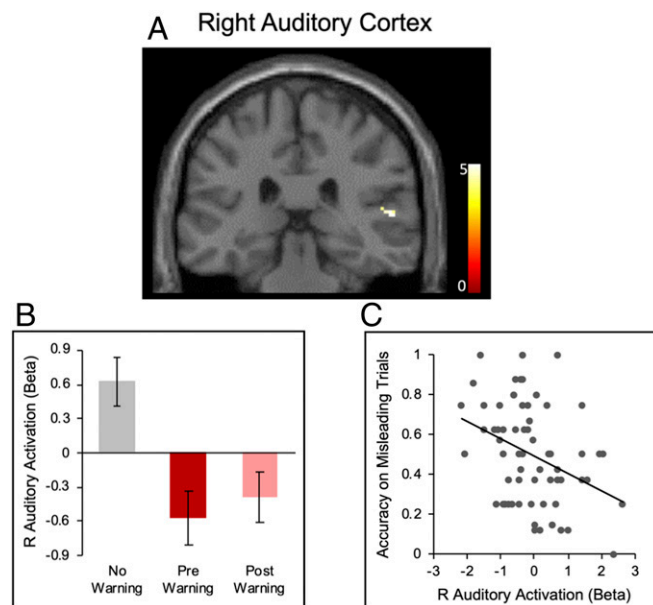 A
Right Auditory Cortex
5
0
B
R Auditory Activation (Beta)
0.9
0.6
0.3
0
-0.3
-0.6
-0.9
No Warning
Pre Warning
Post Warning
C
Accuracy on Misleading Trials
1
0.8
0.6
0.4
0.2
0
-3 -2 -1 0 1 2 3
R Auditory Activation (Beta)